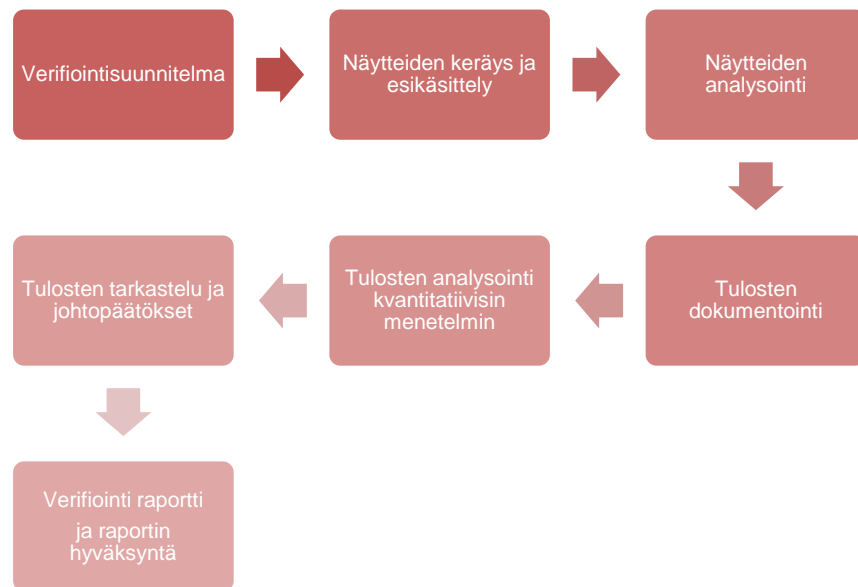 Verifiointisuunnitelma
Näytteiden keräys ja
esikäsittely
Näytteiden
analysointi
Tulosten
dokumentointi
Tulosten analysointi
kvantitatiivisin
menetelmin
Tulosten tarkastelu ja
johtopäätökset
Verifiointi raportti
ja raportin
hyväksyntä